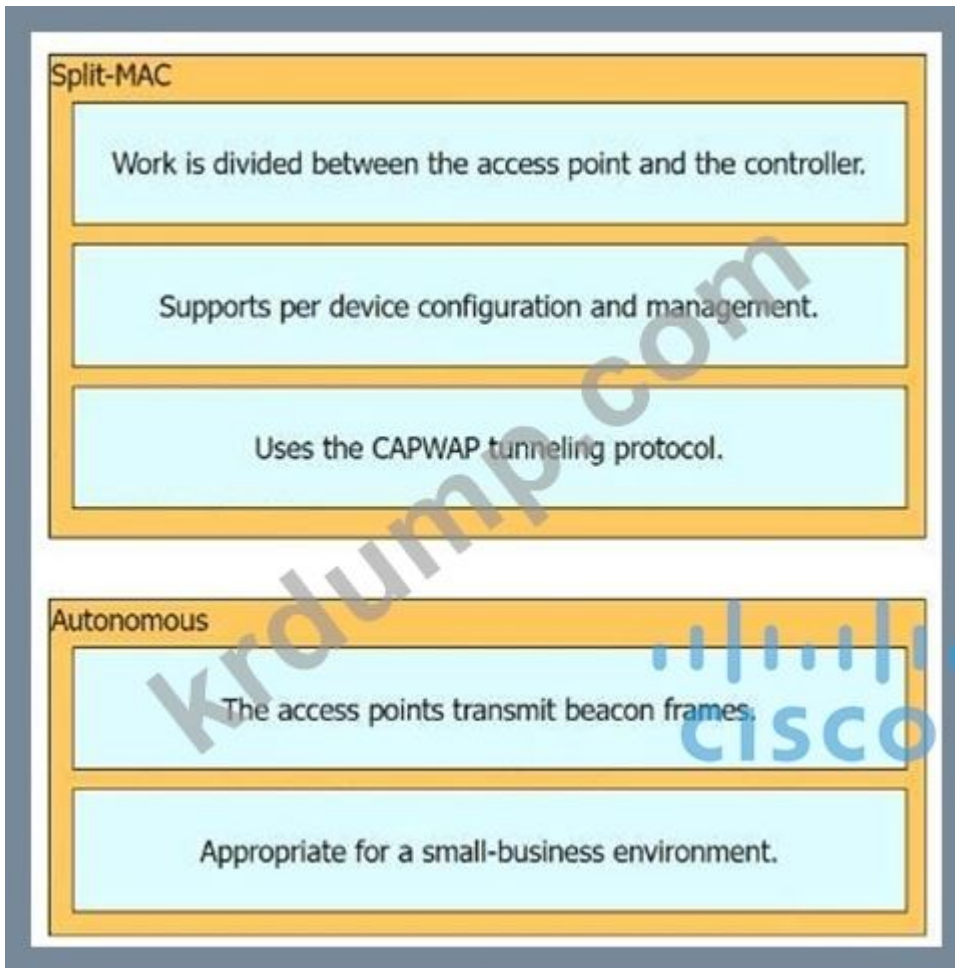 Split-MAC
Work is divided between the access point and the controller.
Supports per device configuration and management.
Uses the CAPWAP tunneling protocol.
krdump.com
Autonomous
The access points transmit beacon frames.
cisco
Appropriate for a small-business environment.